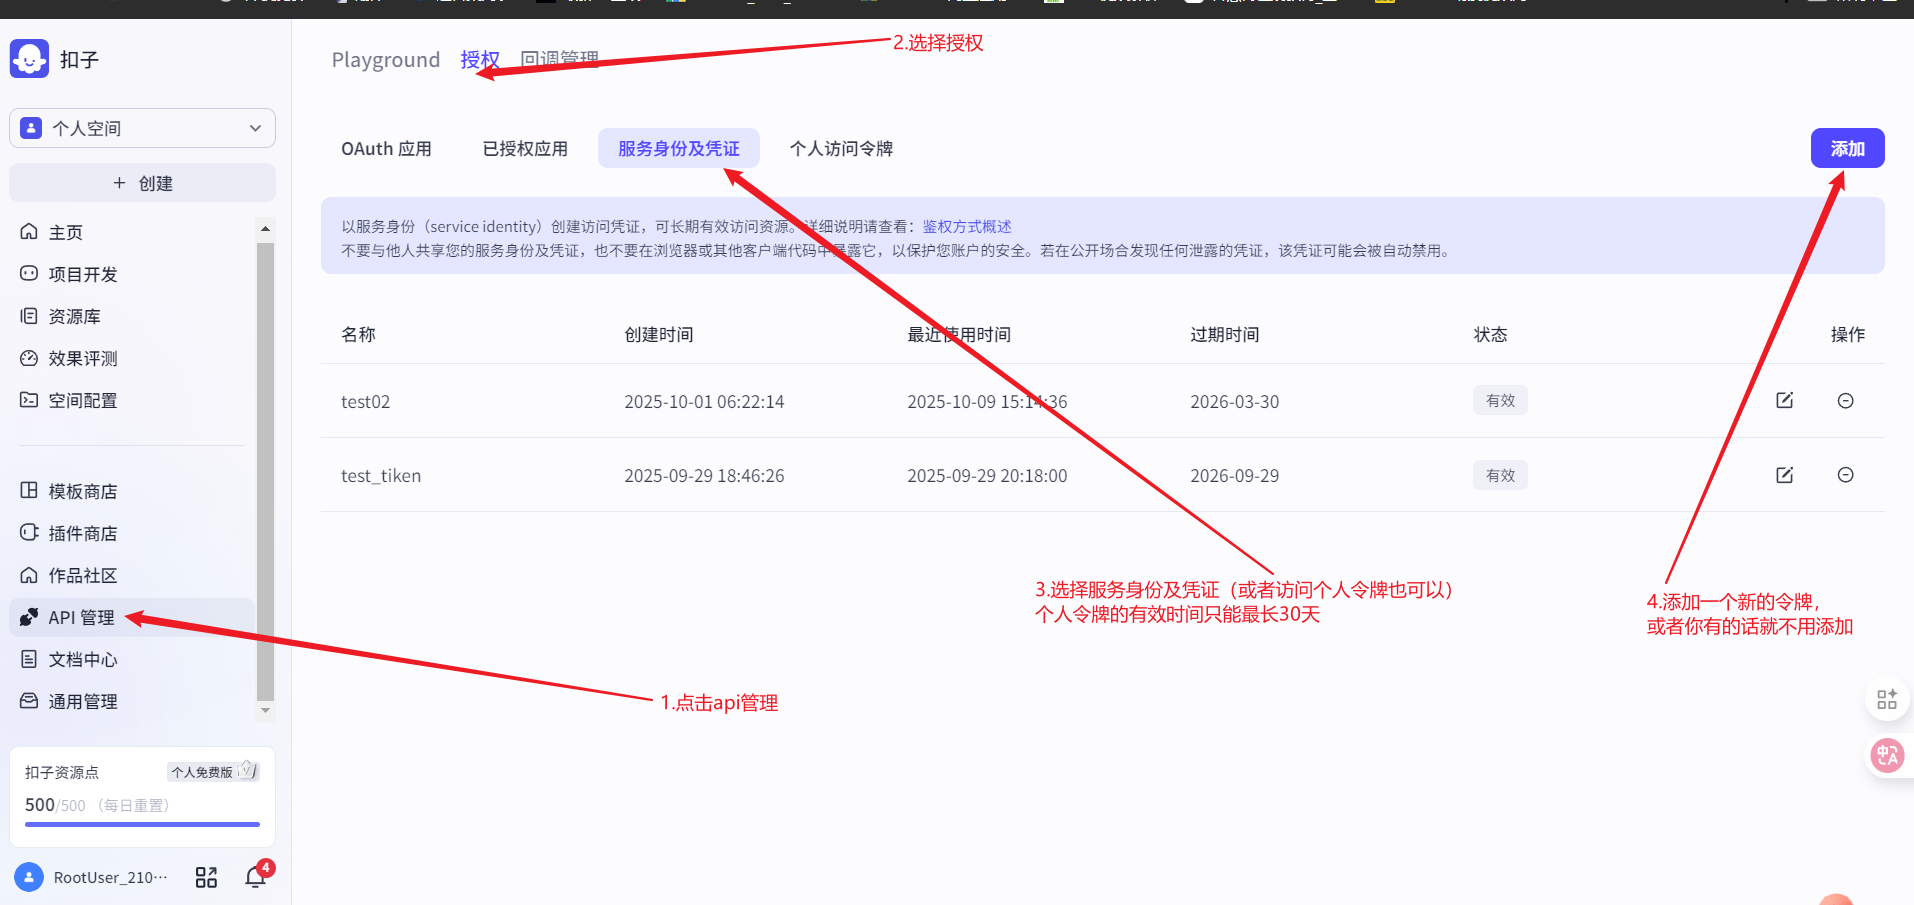 扣子
个人空间
创建
主页
项目开发
资源库
效果评测
空间配置
模板商店
插件商店
作品社区
API 管理
文档中心
通用管理
扣子资源点
个人免费版
500/500 （每日重置）
RootUser_210...
4
Playground 授权 回调管理
2.选择授权
OAuth 应用 已授权应用 服务身份及凭证 个人访问令牌
添加
以服务身份（service identity）创建访问凭证，可长期有效访问资源。详细说明请查看：鉴权方式概述
不要与他人共享您的服务身份及凭证，也不要在浏览器或其他客户端代码中暴露它，以保护您账户的安全。若在公开场合发现任何泄露的凭证，该凭证可能会被自动禁用。
名称 创建时间 最近使用时间 过期时间 状态 操作
test02 2025-10-01 06:22:14 2025-10-09 15:14:36 2026-03-30 有效
test_tiken 2025-09-29 18:46:26 2025-09-29 20:18:00 2026-09-29 有效
3.选择服务身份及凭证（或者访问个人令牌也可以）
个人令牌的有效时间只能最长30天
4.添加一个新的令牌，
或者你有的话就不用添加
1.点击api管理
中A